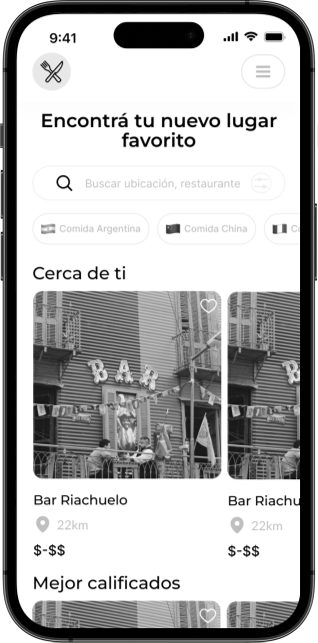 9:41
Encontrá tu nuevo lugar
favorito
Buscar ubicación, restaurante
Comida Argentina
Comida China
Cerca de ti
BAR
Bar Riachuelo
Bar Riachu
22km
22km
$-$$
$-$$
Mejor calificados